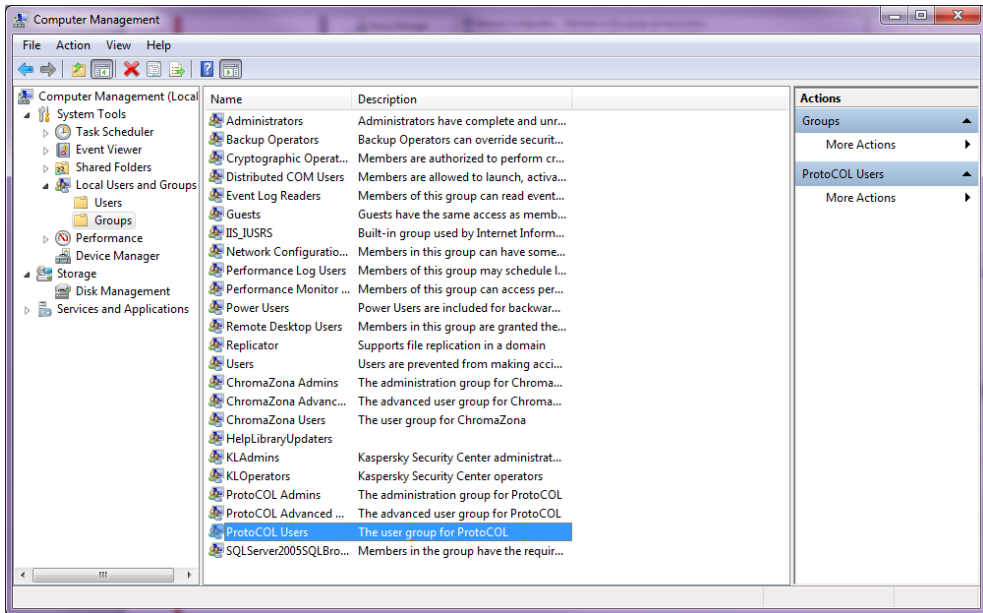 Computer Management
File Action View Help
Computer Management (Local
System Tools
Task Scheduler
Event Viewer
Shared Folders
Local Users and Groups
Users
Groups
Performance
Device Manager
Storage
Disk Management
Services and Applications
Name Description
Administrators Administrators have complete and unr...
Backup Operators Backup Operators can override securit...
Cryptographic Operat... Members are authorized to perform cr...
Distributed COM Users Members are allowed to launch, activa...
Event Log Readers Members of this group can read event...
Guests Guests have the same access as memb...
IIS_IUSRS Built-in group used by Internet Inform...
Network Configuratio... Members in this group can have some...
Performance Log Users Members of this group may schedule l...
Performance Monitor ... Members of this group can access per...
Power Users Power Users are included for backwar...
Remote Desktop Users Members in this group are granted the...
Replicator Supports file replication in a domain
Users Users are prevented from making acci...
ChromaZona Admins The administration group for Chroma...
ChromaZona Advanc... The advanced user group for Chroma...
ChromaZona Users The user group for ChromaZona
HelpLibraryUpdaters
KLAdmins Kaspersky Security Center administrat...
KLOperators Kaspersky Security Center operators
ProtoCOL Admins The administration group for ProtoCOL
ProtoCOL Advanced ... The advanced user group for ProtoCOL
ProtoCOL Users The user group for ProtoCOL
SQLServer2005SQLBro... Members in the group have the requir...
Actions
Groups
More Actions
ProtoCOL Users
More Actions